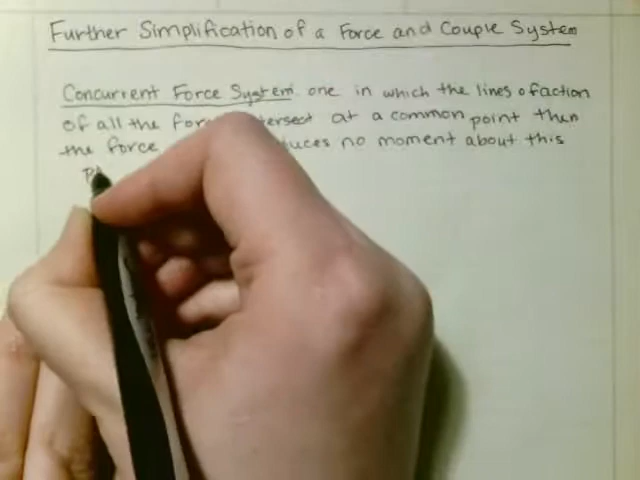 Further Simplification of a Force and Couple System
Concurrent Force System one in which the lines of action
of all the at a common point then
the force no moment about this